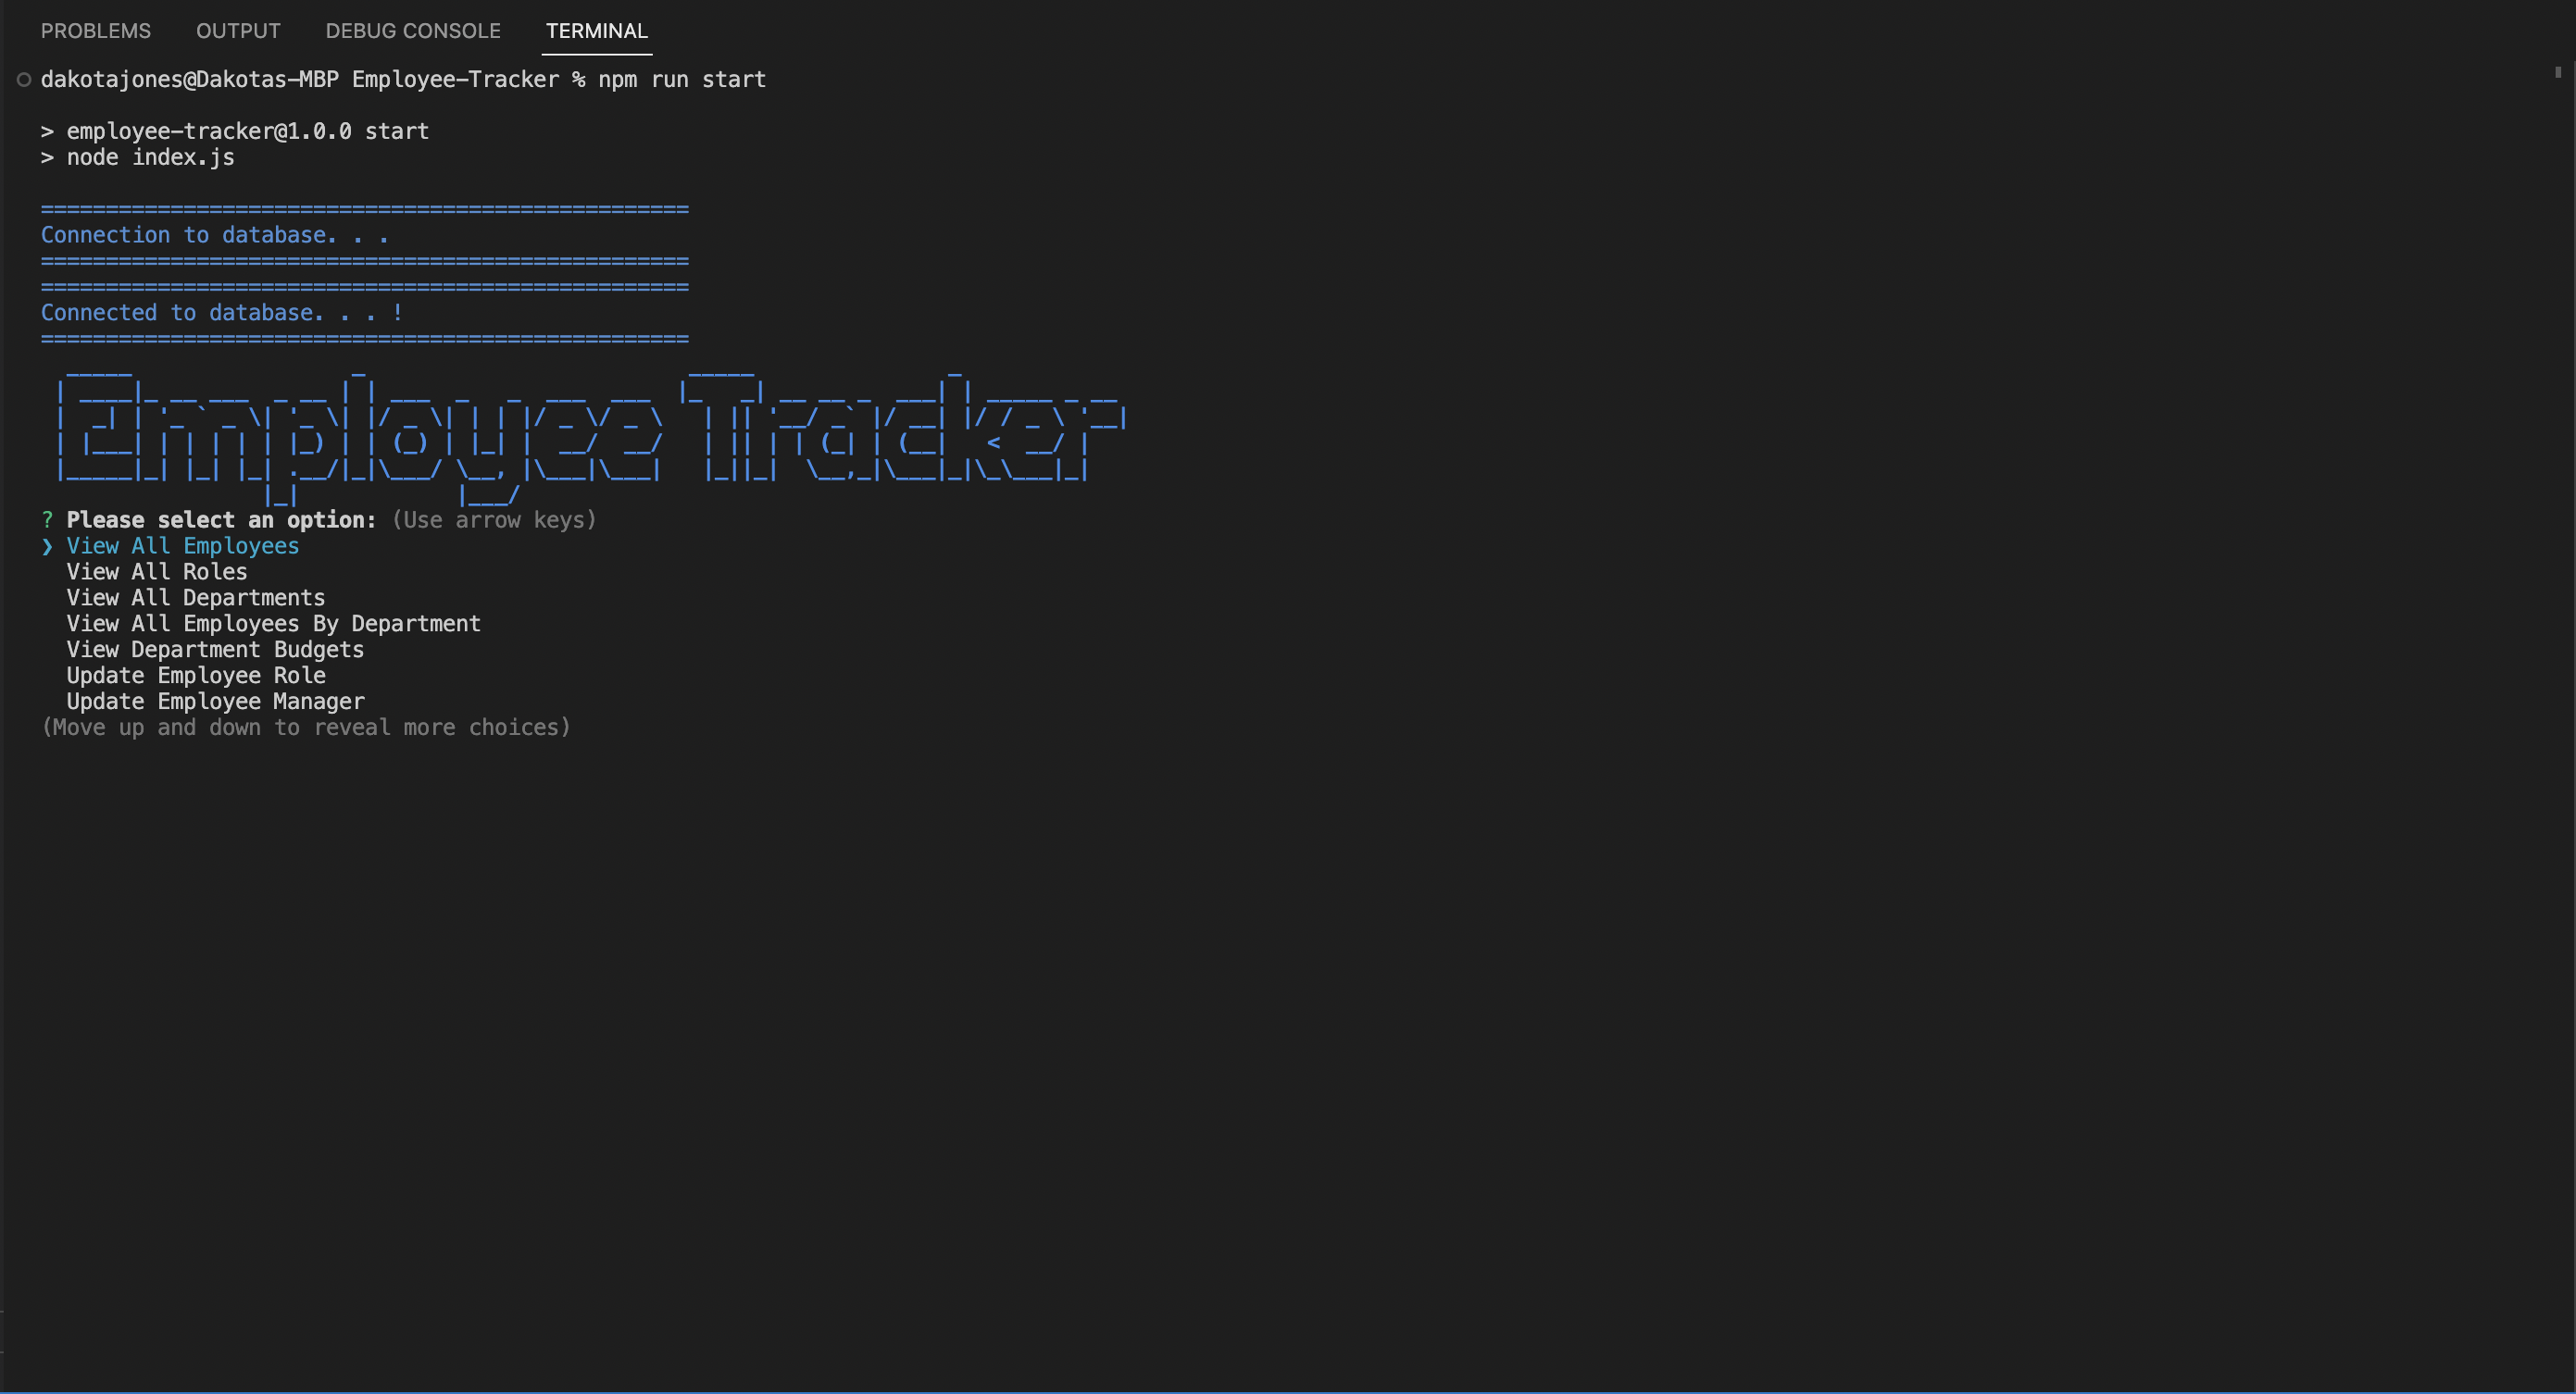 PROBLEMS OUTPUT DEBUG CONSOLE TERMINAL
dakotajones@Dakotas-MBP Employee-Tracker % npm run start
> employee-tracker@1.0.0 start
> node index.js
==================================================
Connection to database. . .
==================================================
==================================================
Connected to database. . . !
==================================================
Employee Tracker
? Please select an option: (Use arrow keys)
❯ View All Employees
View All Roles
View All Departments
View All Employees By Department
View Department Budgets
Update Employee Role
Update Employee Manager
(Move up and down to reveal more choices)